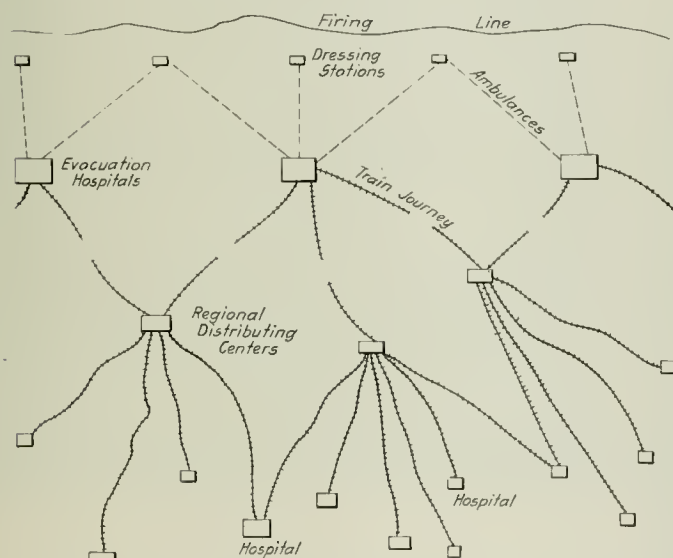 Firing Line
Dressing
Stations
Ambulances
Evacuation
Hospitals
Train Journey
Regional
Distributing
Centers
Hospital
Hospital